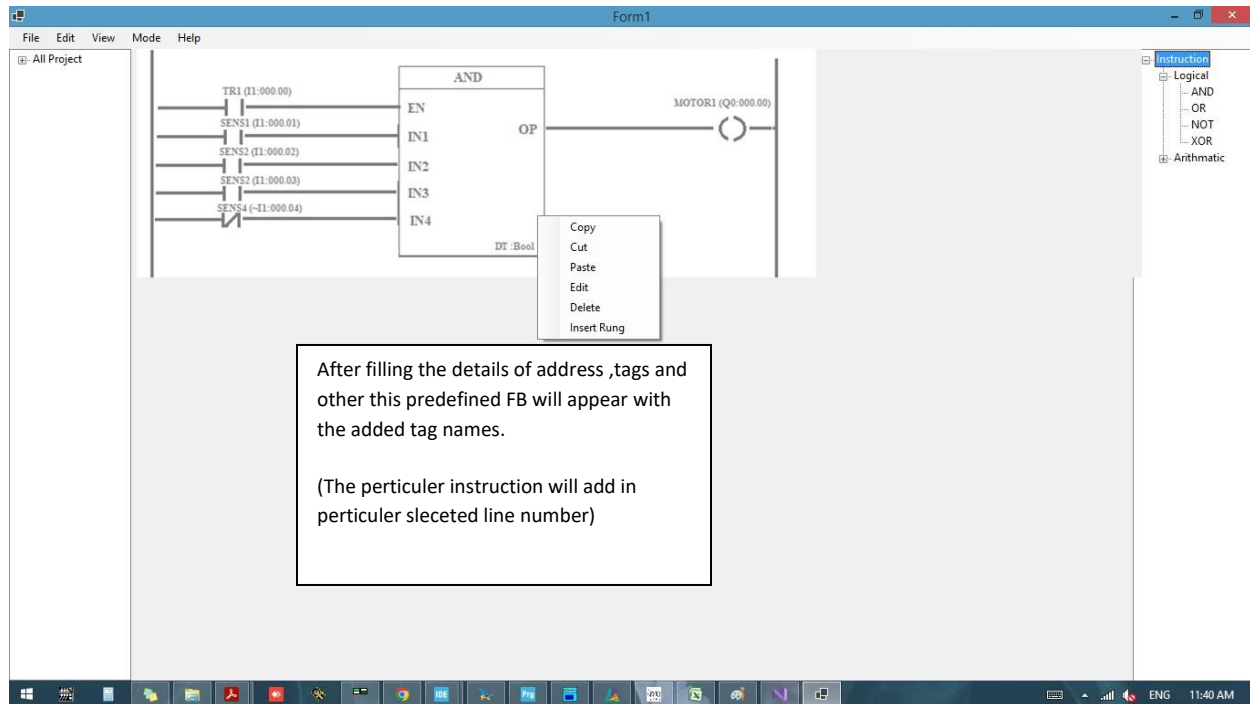 Form1
File Edit View Mode Help
All Project
Instruction
Logical
AND
OR
NOT
XOR
Arithmatic
AND
TR1 (I1:000.00)
EN
MOTOR1 (Q0:000.00)
SENS1 (I1:000.01)
IN1
OP
SENS2 (I1:000.02)
IN2
SENS2 (I1:000.03)
IN3
SENS4 (~I1:000.04)
IN4
DT :Bool
Copy
Cut
Paste
Edit
Delete
Insert Rung
After filling the details of address ,tags and
other this predefined FB will appear with
the added tag names.
(The perticuler instruction will add in
perticuler sleceted line number)
IDE
Prg
ENG 11:40 AM